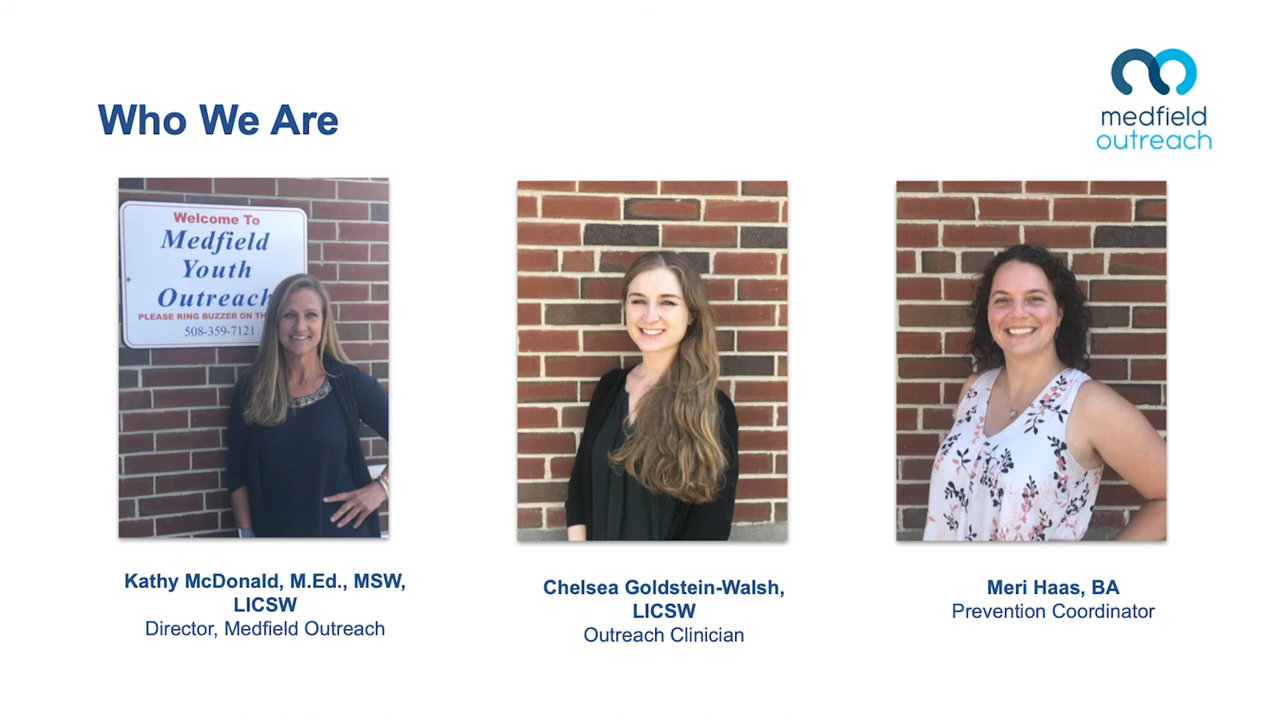 Who We Are
medfield
outreach
Welcome To
Medfield
Youth
Outreach
PLEASE RING BUZZER ON
508-359-7121
Kathy McDonald, M.Ed., MSW,
LICSW
Director, Medfield Outreach
Chelsea Goldstein-Walsh,
LICSW
Outreach Clinician
Meri Haas, BA
Prevention Coordinator